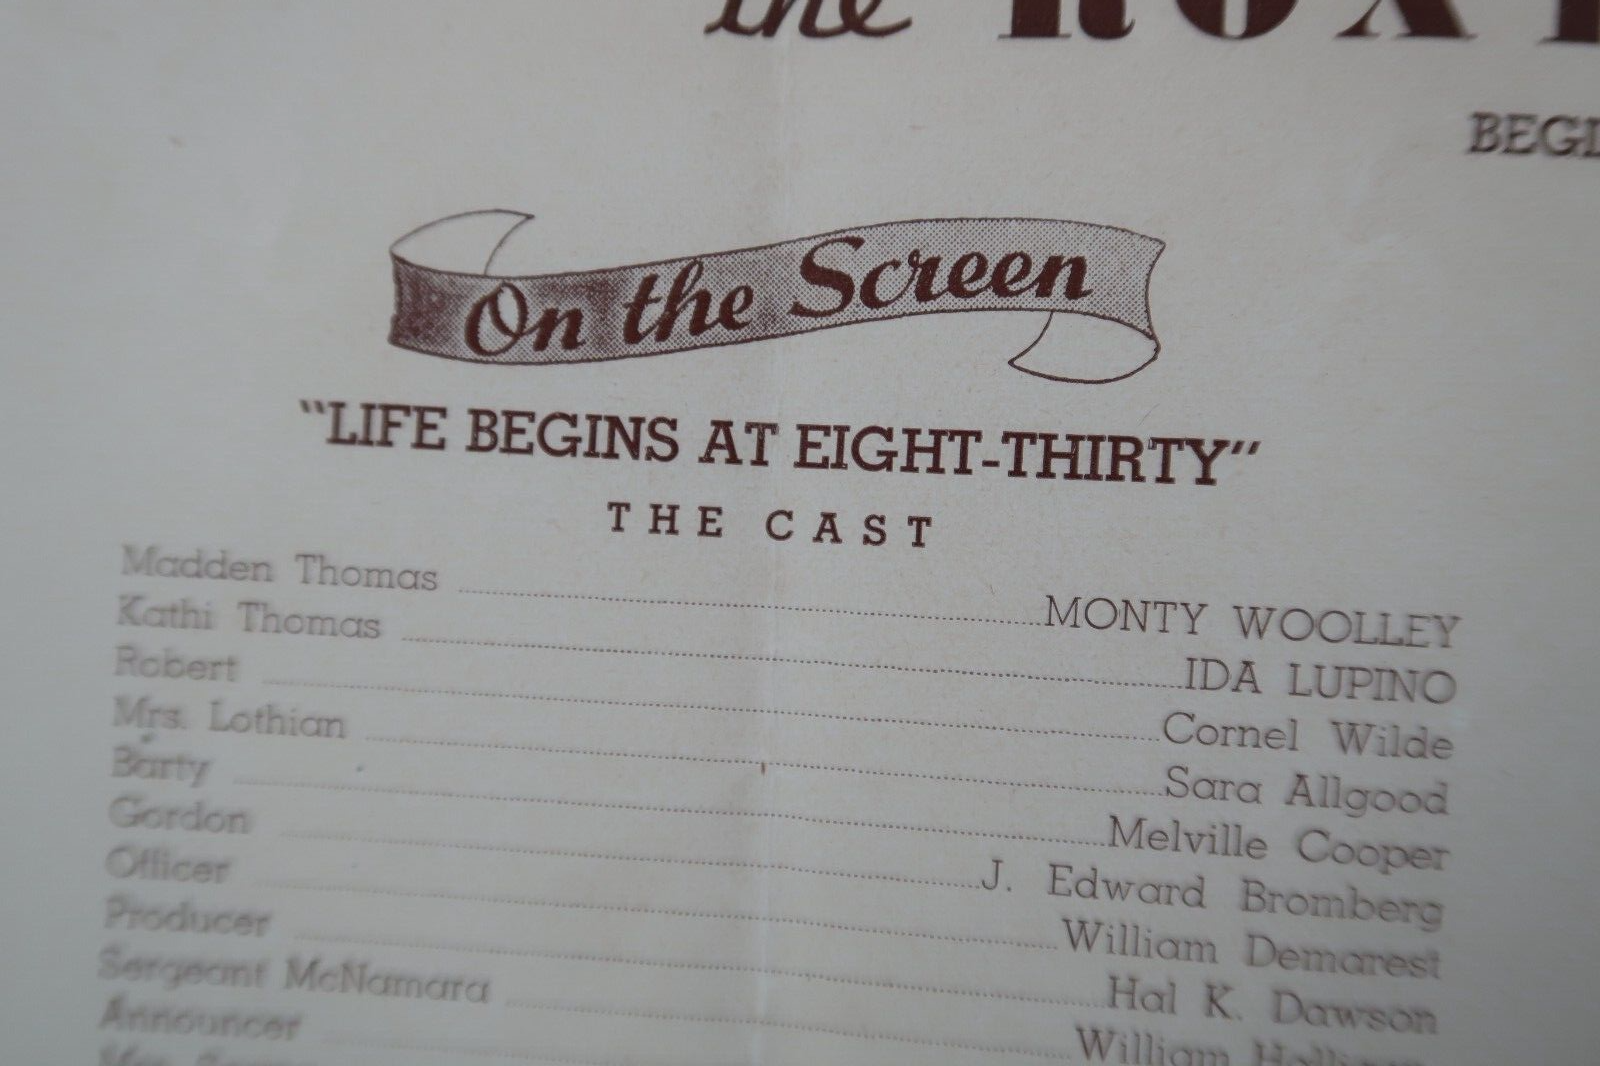 the ROXY
BEGI
On the Screen
"LIFE BEGINS AT EIGHT-THIRTY"
THE CAST
Madden Thomas MONTY WOOLLEY
Kathi Thomas IDA LUPINO
Robert Cornel Wilde
Mrs. Lothian Sara Allgood
Barty Melville Cooper
Gordon J. Edward Bromberg
Officer William Demarest
Producer Hal K. Dawson
Sergeant McNamara William
Announcer